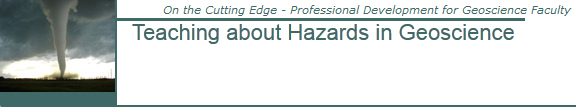 On the Cutting Edge - Professional Development for Geoscience Faculty
Teaching about Hazards in Geoscience